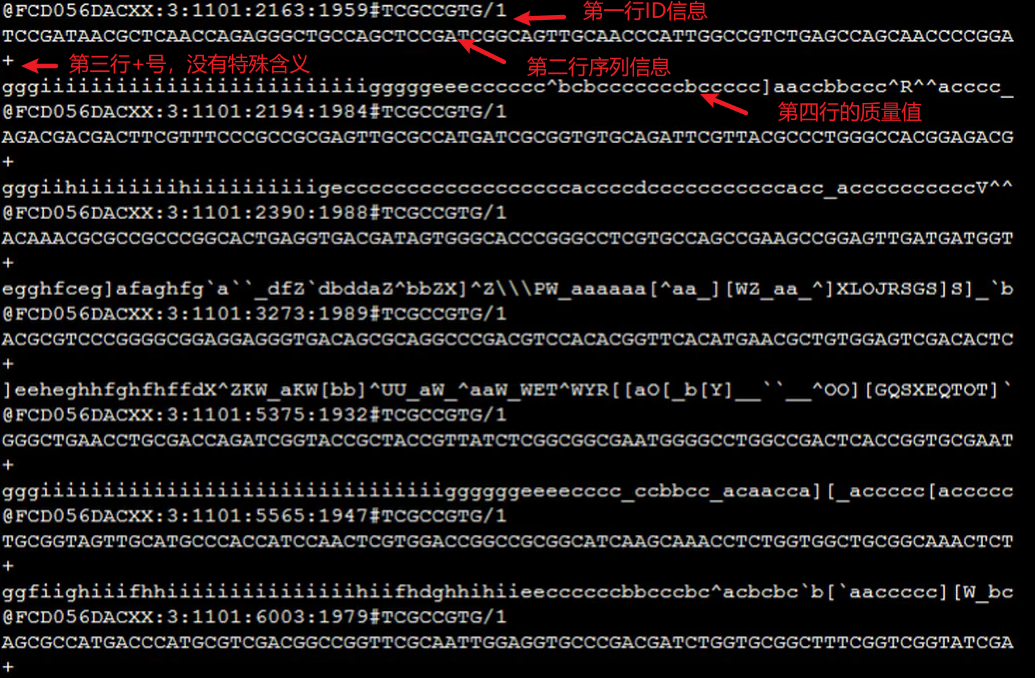 @FCD056DACXX:3:1101:2163:1959#TCGCCGTG/1
第一行ID信息
TCCGATAACGCTCAACCAGAGGGCTGCCAGCTCCGATCGGCAGTTGCAACCCATTGGCCGTCTGAGCCAGCAACCCCGGA
+
第三行+号，没有特殊含义
第二行序列信息
gggiiiiiiiiiiiiiiiiiiiiiiiiiiiiigggggeeecccccc^bcbcccccccbccccc]aaccbbccc^R^^acccc_
第四行的质量值
@FCD056DACXX:3:1101:2194:1984#TCGCCGTG/1
AGACGACGACTTCGTTTCCCGCCGCGAGTTGCGCCATGATCGCGGTGTGCAGATTCGTTACGCCCTGGGCCACGGAGACG
+
gggiihiiiiiiiihiiiiiiiiiigeccccccccccccccccccaccccdcccccccccccacc_accccccccccV^^
@FCD056DACXX:3:1101:2390:1988#TCGCCGTG/1
ACAAACGCGCCGCCCGGCACTGAGGTGACGATAGTGGGCACCCGGGCCTCGTGCCAGCCGAAGCCGGAGTTGATGATGGT
+
egghfceg]afaghfg`a``_dfZ`dbddaZ^bbZX]^Z\\\PW_aaaaaa[^aa_][WZ_aa_^]XLOJRSGS]S]_`b
@FCD056DACXX:3:1101:3273:1989#TCGCCGTG/1
ACGCGTCCCGGGGCGGAGGAGGGTGACAGCGCAGGCCCGACGTCCACACGGTTCACATGAACGCTGTGGAGTCGACACTC
+
]eeheghhfghfhffdX^ZKW_aKW[bb]^UU_aW_^aaW_WET^WYR[[aO[_b[Y]__``__^OO][GQSXEQTOT]`
@FCD056DACXX:3:1101:5375:1932#TCGCCGTG/1
GGGCTGAACCTGCGACCAGATCGGTACCGCTACCGTTATCTCGGCGGCGAATGGGGCCTGGCCGACTCACCGGTGCGAAT
+
gggiiiiiiiiiiiiiiiiiiiiiiiiiiiiiiiiggggggeeeecccc_ccbbcc_acaacca][_accccc[accccc
@FCD056DACXX:3:1101:5565:1947#TCGCCGTG/1
TGCGGTAGTTGCATGCCCACCATCCAACTCGTGGACCGGCCGCGGCATCAAGCAAACCTCTGGTGGCTGCGGCAAACTCT
+
ggfiighiiifhhiiiiiiiiiiiiiiihiifhdghhihiieeccccccbbcccbc^acbcbc`b[`aaccccc][W_bc
@FCD056DACXX:3:1101:6003:1979#TCGCCGTG/1
AGCGCCATGACCCATGCGTCGACGGCCGGTTCGCAATTGGAGGTGCCCGACGATCTGGTGCGGCTTTCGGTCGGTATCGA
+